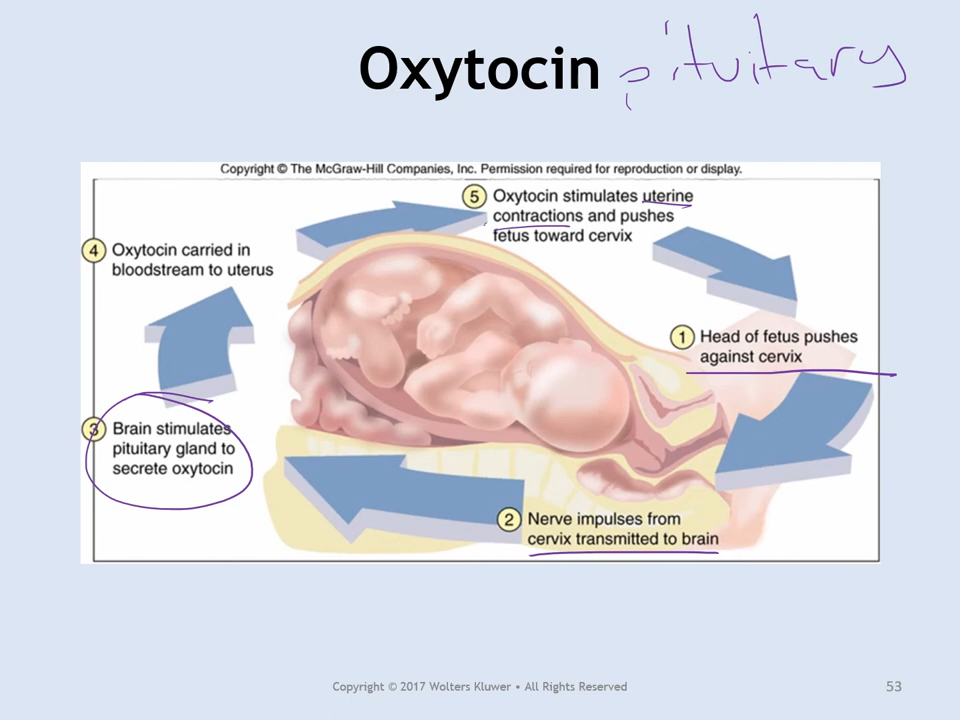 Oxytocin pituitary
Copyright © The McGraw-Hill Companies, Inc. Permission required for reproduction or display.
5 Oxytocin stimulates uterine
contractions and pushes
fetus toward cervix
4 Oxytocin carried in
bloodstream to uterus
1 Head of fetus pushes
against cervix
3 Brain stimulates
pituitary gland to
secrete oxytocin
2 Nerve impulses from
cervix transmitted to brain
Copyright © 2017 Wolters Kluwer • All Rights Reserved
53